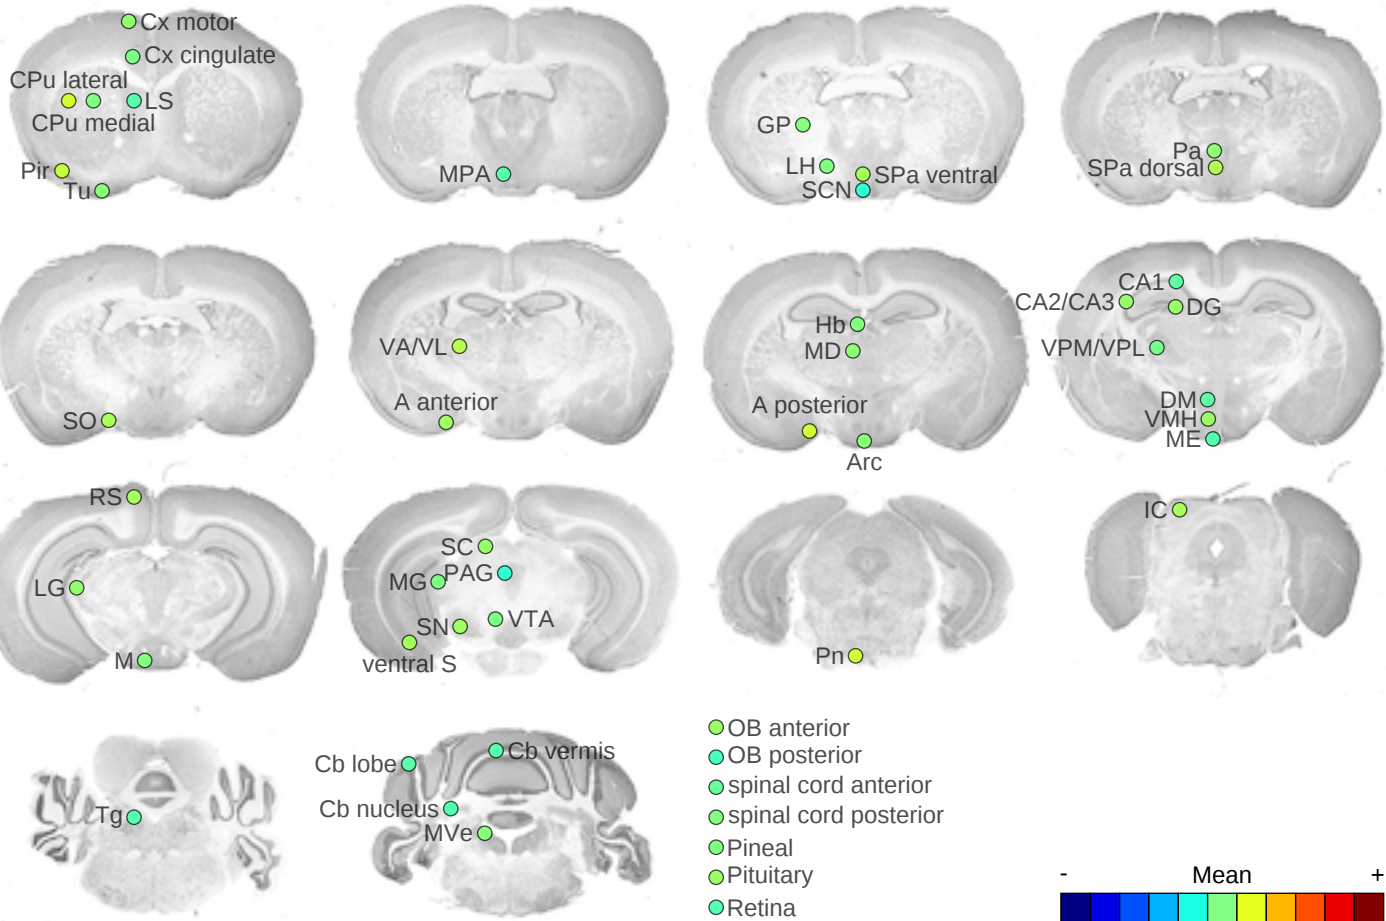 Cx motor
Cx cingulate
CPu lateral
LS
CPu medial
Pir
Tu
MPA
GP
LH
SPa ventral
SCN
Pa
SPa dorsal
SO
VA/VL
A anterior
Hb
MD
A posterior
Arc
CA1
CA2/CA3
DG
VPM/VPL
DM
VMH
ME
RS
LG
M
SC
PAG
MG
VTA
SN
ventral S
Pn
IC
Tg
Cb lobe
Cb vermis
Cb nucleus
MVe
OB anterior
OB posterior
spinal cord anterior
spinal cord posterior
Pineal
Pituitary
Retina
- Mean +